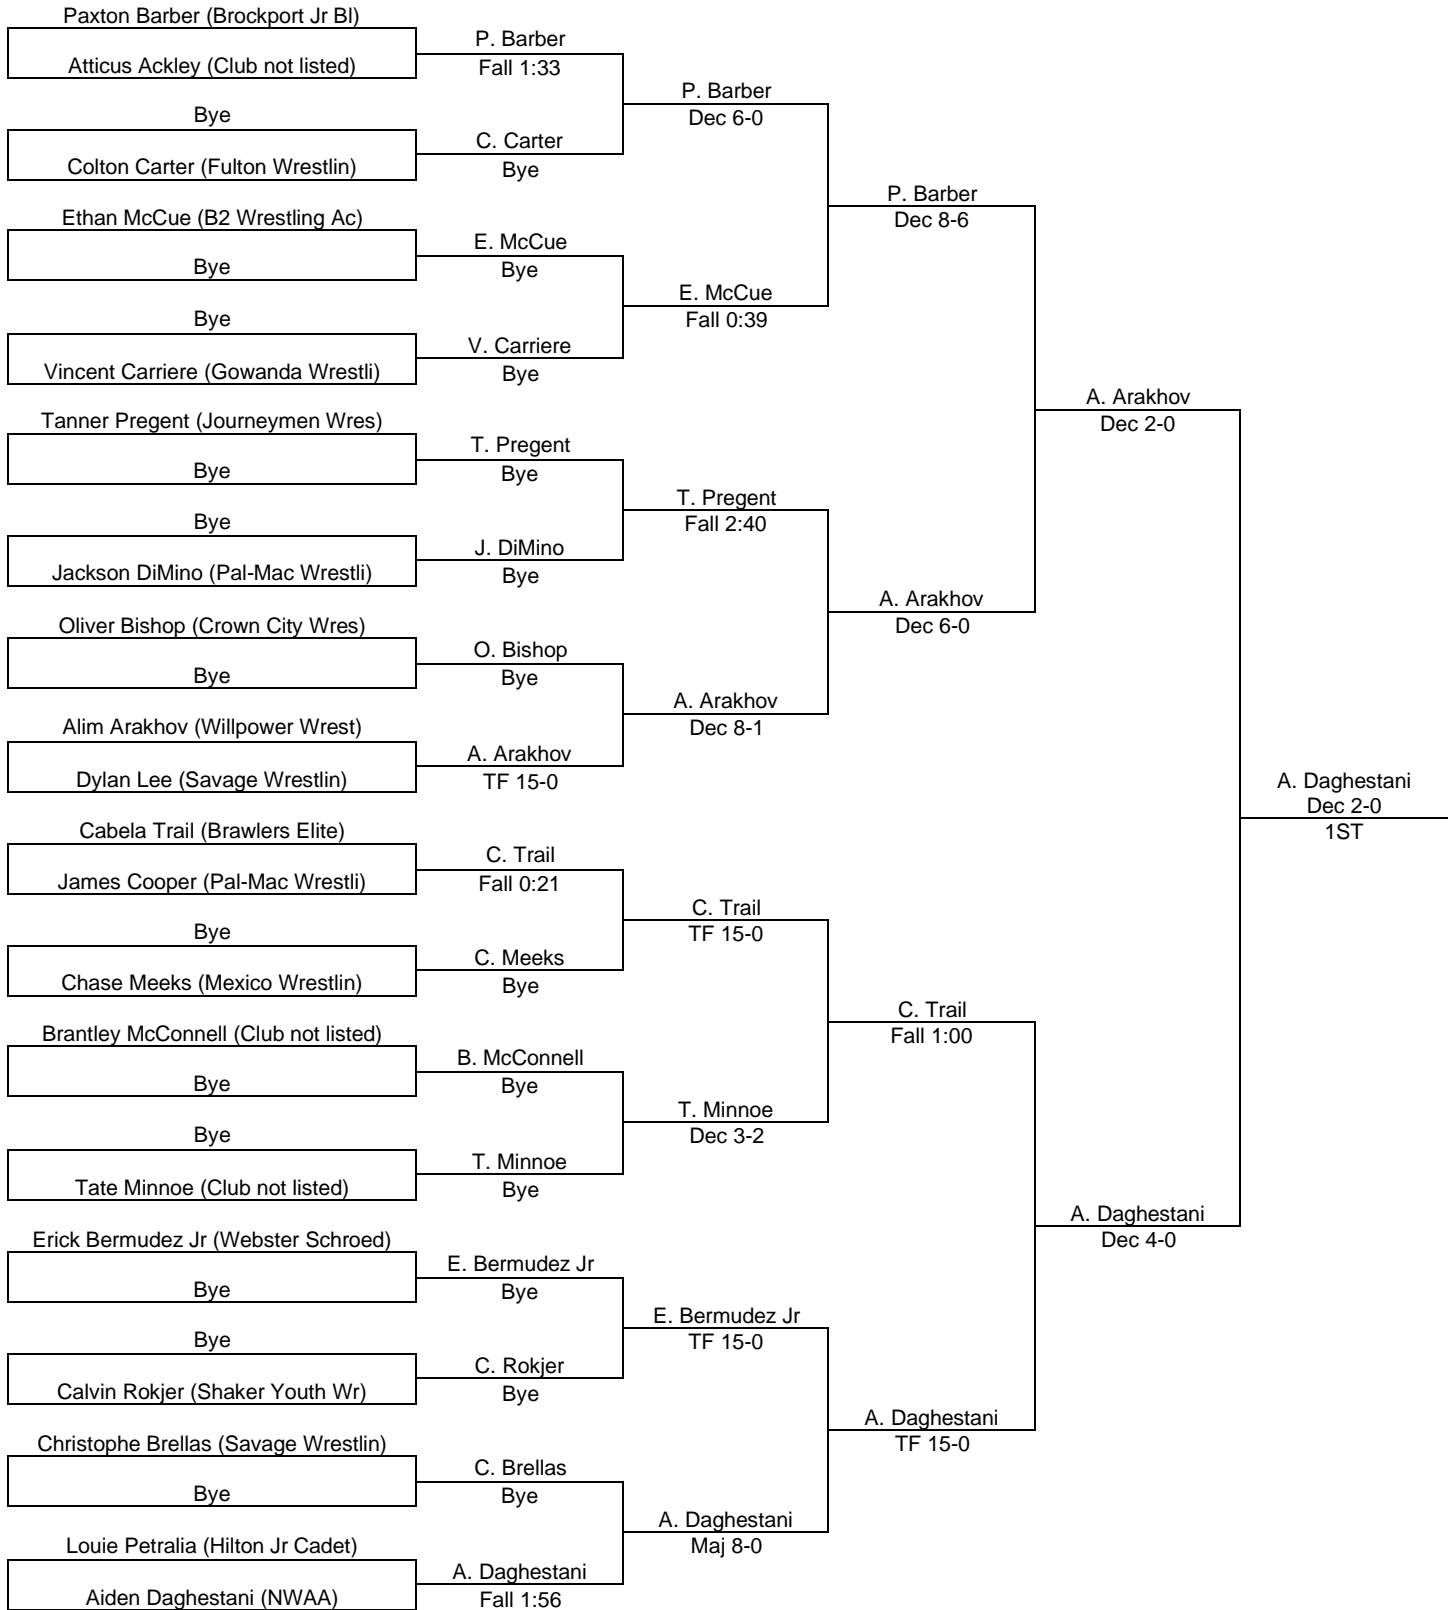 Paxton Barber (Brockport Jr Bl)
Atticus Ackley (Club not listed)
Bye
Colton Carter (Fulton Wrestlin)
Ethan McCue (B2 Wrestling Ac)
Bye
Bye
Vincent Carriere (Gowanda Wrestli)
Tanner Pregent (Journeymen Wres)
Bye
Bye
Jackson DiMino (Pal-Mac Wrestli)
Oliver Bishop (Crown City Wres)
Bye
Alim Arakhov (Willpower Wrest)
Dylan Lee (Savage Wrestlin)
Cabela Trail (Brawlers Elite)
James Cooper (Pal-Mac Wrestli)
Bye
Chase Meeks (Mexico Wrestlin)
Brantley McConnell (Club not listed)
Bye
Bye
Tate Minnoe (Club not listed)
Erick Bermudez Jr (Webster Schroed)
Bye
Bye
Calvin Rokjer (Shaker Youth Wr)
Christophe Brellas (Savage Wrestlin)
Bye
Louie Petralia (Hilton Jr Cadet)
Aiden Daghestani (NWAA)
P. Barber
Fall 1:33
C. Carter
Bye
E. McCue
Bye
V. Carriere
Bye
T. Pregent
Bye
J. DiMino
Bye
O. Bishop
Bye
A. Arakhov
TF 15-0
C. Trail
Fall 0:21
C. Meeks
Bye
B. McConnell
Bye
T. Minnoe
Bye
E. Bermudez Jr
Bye
C. Rokjer
Bye
C. Brellas
Bye
A. Daghestani
Fall 1:56
P. Barber
Dec 6-0
E. McCue
Fall 0:39
T. Pregent
Fall 2:40
A. Arakhov
Dec 8-1
C. Trail
TF 15-0
T. Minnoe
Dec 3-2
E. Bermudez Jr
TF 15-0
A. Daghestani
Maj 8-0
P. Barber
Dec 8-6
A. Arakhov
Dec 6-0
C. Trail
Fall 1:00
A. Daghestani
TF 15-0
A. Arakhov
Dec 2-0
A. Daghestani
Dec 4-0
A. Daghestani
Dec 2-0
1ST